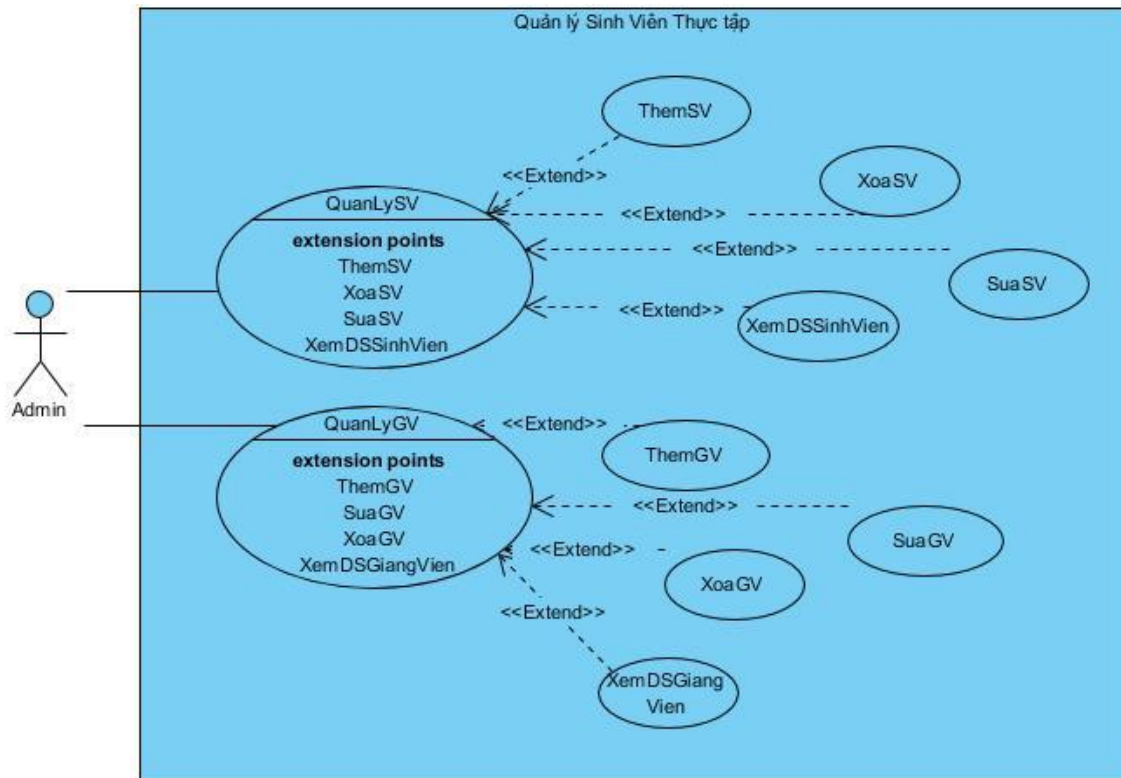 Quản lý Sinh Viên Thực tập
ThemSV
<<Extend>>
XoaSV
<<Extend>>
QuanLySV
extension points
ThemSV
XoaSV
SuaSV
XemDSSinhVien
<<Extend>>
SuaSV
<<Extend>>
XemDSSinhVien
Admin
QuanLyGV
extension points
ThemGV
SuaGV
XoaGV
XemDSGiangVien
<<Extend>>
ThemGV
<<Extend>>
SuaGV
<<Extend>>
XoaGV
<<Extend>>
XemDSGiang
Vien